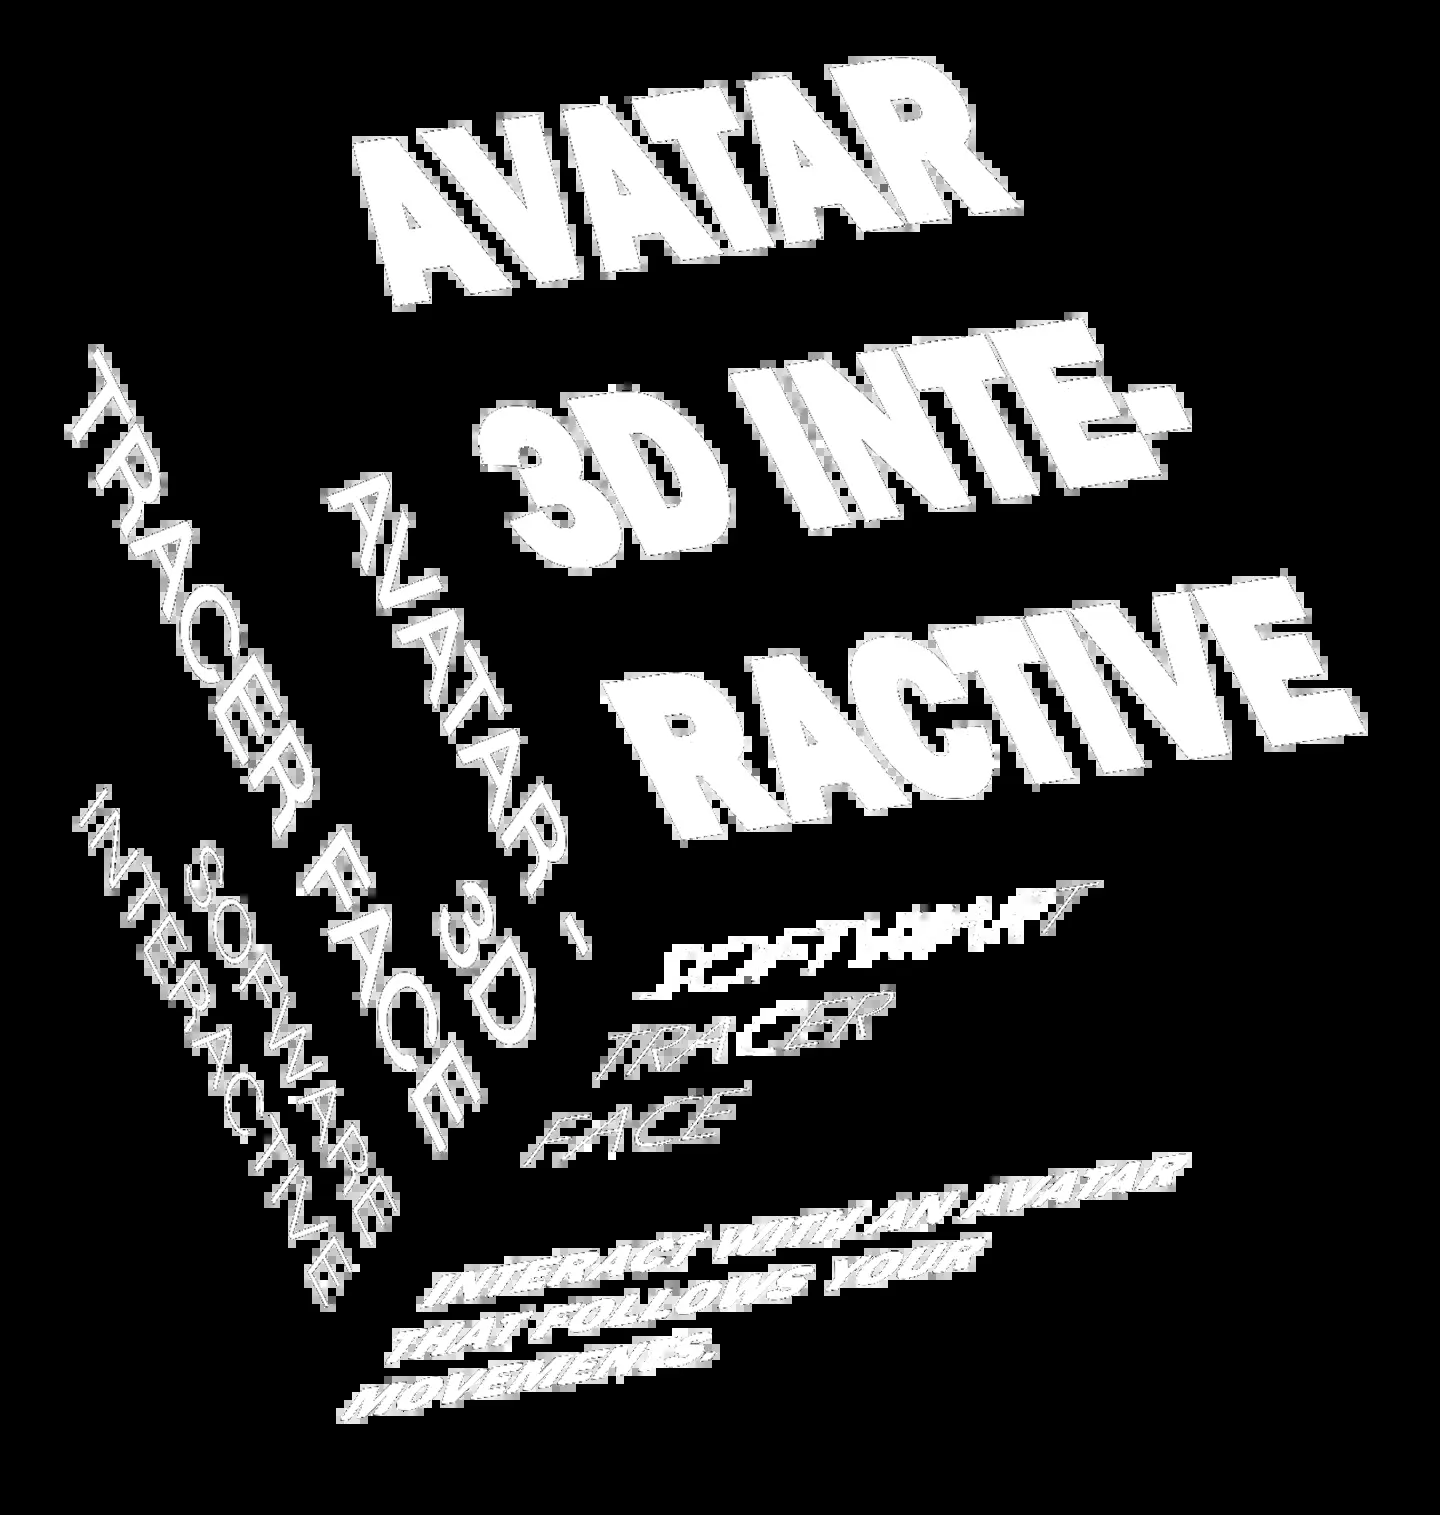 AVATAR
3D INTE-
RACTIVE
TRACER FACE
AVATAR -
3D
INTERACTIVE
SOFWARE
TRACER
FACE
INTERACT WITH AN AVATAR
THAT FOLLOWS YOUR
MOVEMENTS.